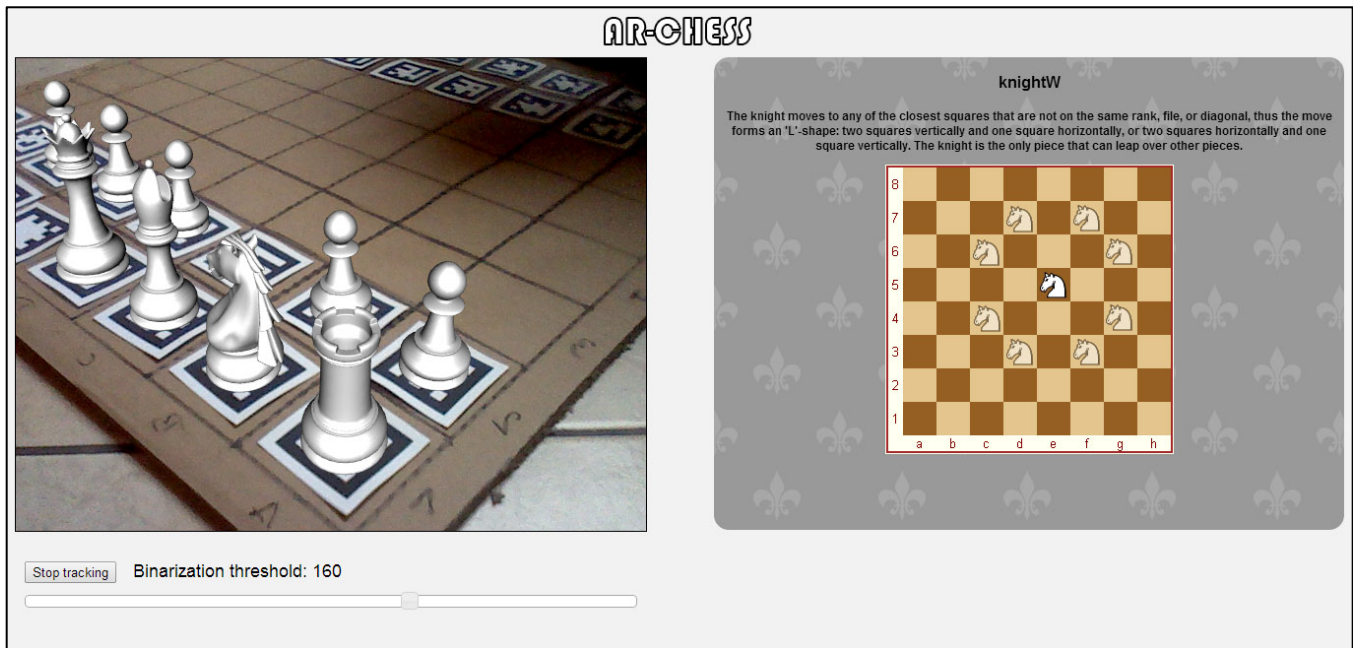 AR-CHESS
knightW
The knight moves to any of the closest squares that are not on the same rank, file, or diagonal, thus the move
forms an 'L'-shape: two squares vertically and one square horizontally, or two squares horizontally and one
square vertically. The knight is the only piece that can leap over other pieces.
8
7
6
5
4
3
2
1
a b c d e f g h
C
B
A
1
2
3
Stop tracking Binarization threshold: 160